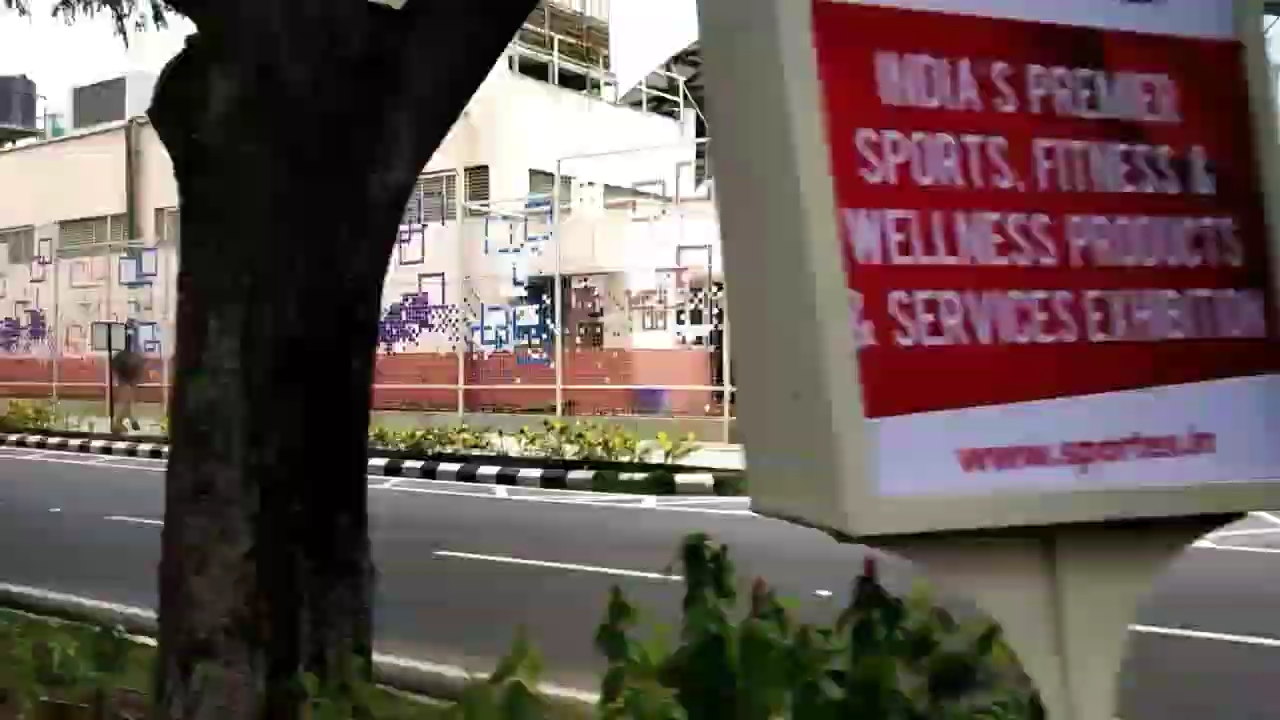 INDIA'S PREMIER
SPORTS, FITNESS &
WELLNESS PRODUCTS
& SERVICES EXHIBITION
www.sportex.in